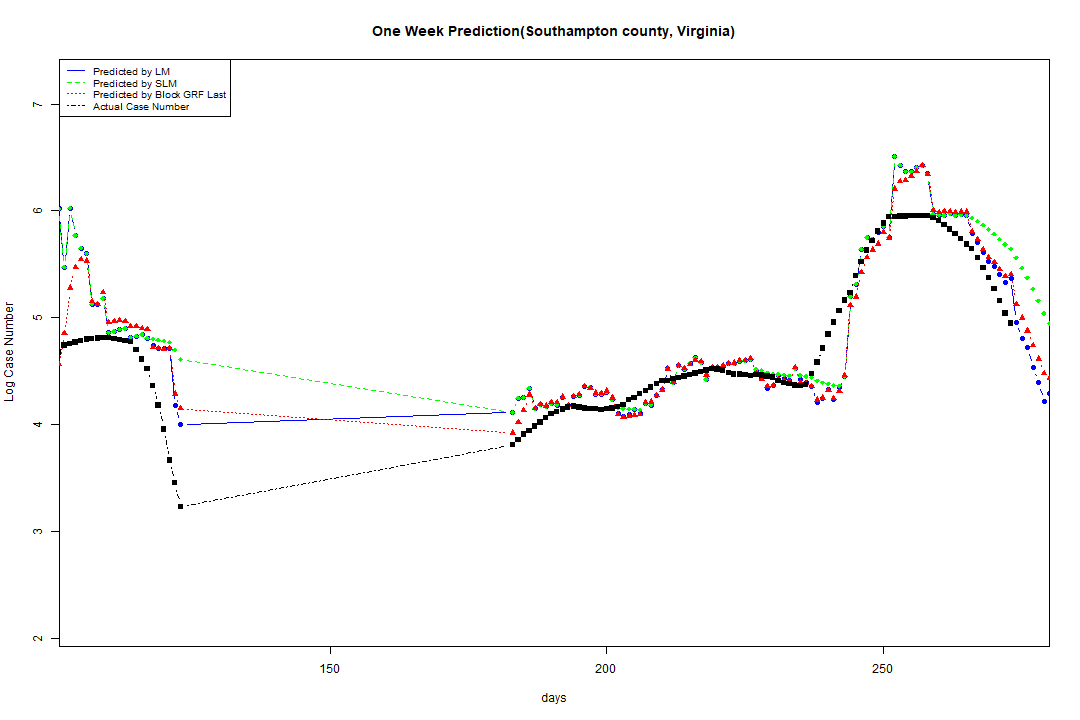 One Week Prediction(Southampton county, Virginia)
Predicted by LM
Predicted by SLM
Predicted by Block GRF Last
Actual Case Number
Log Case Number
7
6
5
4
3
2
150
200
250
days